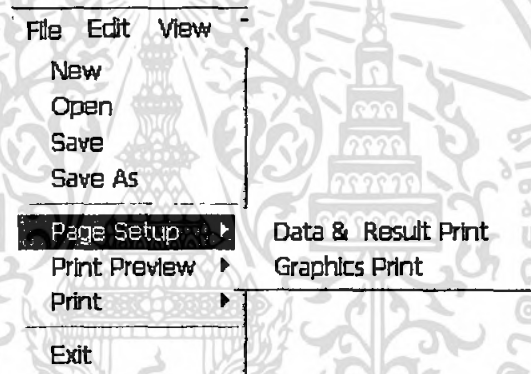 File Edit View
New
Open
Save
Save As
Page Setup
Data & Result Print
Print Preview
Graphics Print
Print
Exit